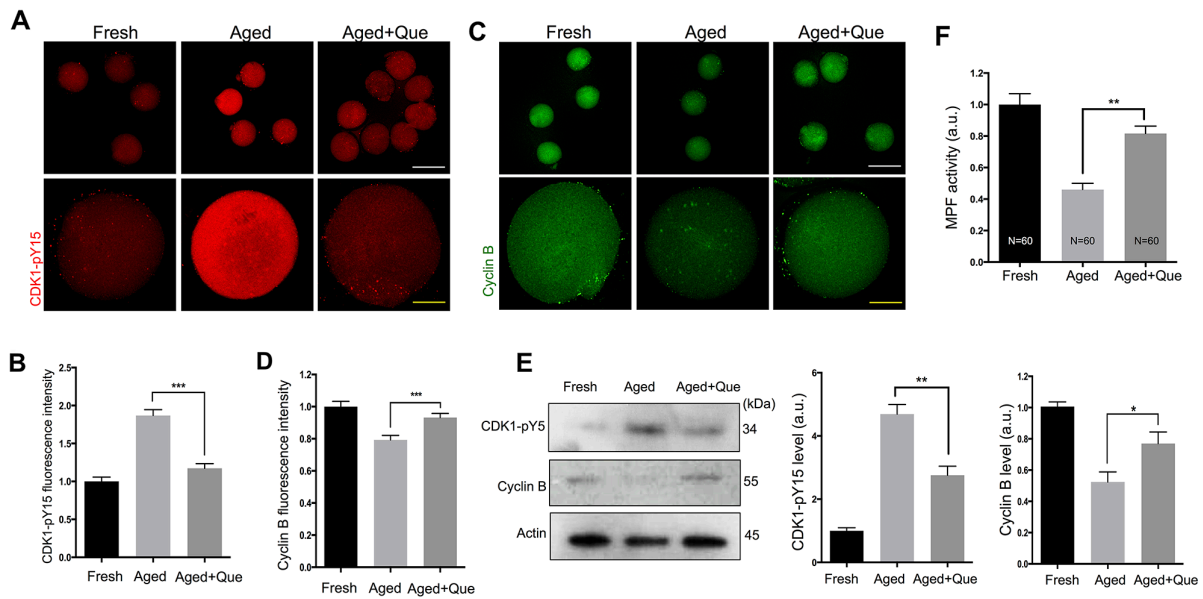 A
Fresh
Aged
Aged+Que
CDK1-pY15
C
Fresh
Aged
Aged+Que
Cyclin B
F
MPF activity (a.u.)
1.2
1.0
0.8
0.6
0.4
0.2
0.0
**
N=60
N=60
N=60
Fresh
Aged
Aged+Que
B
CDK1-pY15 fluorescence intensity
2.5
2.0
1.5
1.0
0.5
0.0
***
Fresh
Aged
Aged+Que
D
Cyclin B fluorescence intensity
1.2
1.0
0.8
0.6
0.4
0.2
0.0
***
Fresh
Aged
Aged+Que
E
Fresh
Aged
Aged+Que
(kDa)
CDK1-pY5
34
Cyclin B
55
Actin
45
CDK1-pY15 level (a.u.)
6
4
2
0
**
Fresh
Aged
Aged+Que
Cyclin B level (a.u.)
1.2
1.0
0.8
0.6
0.4
0.2
0.0
*
Fresh
Aged
Aged+Que